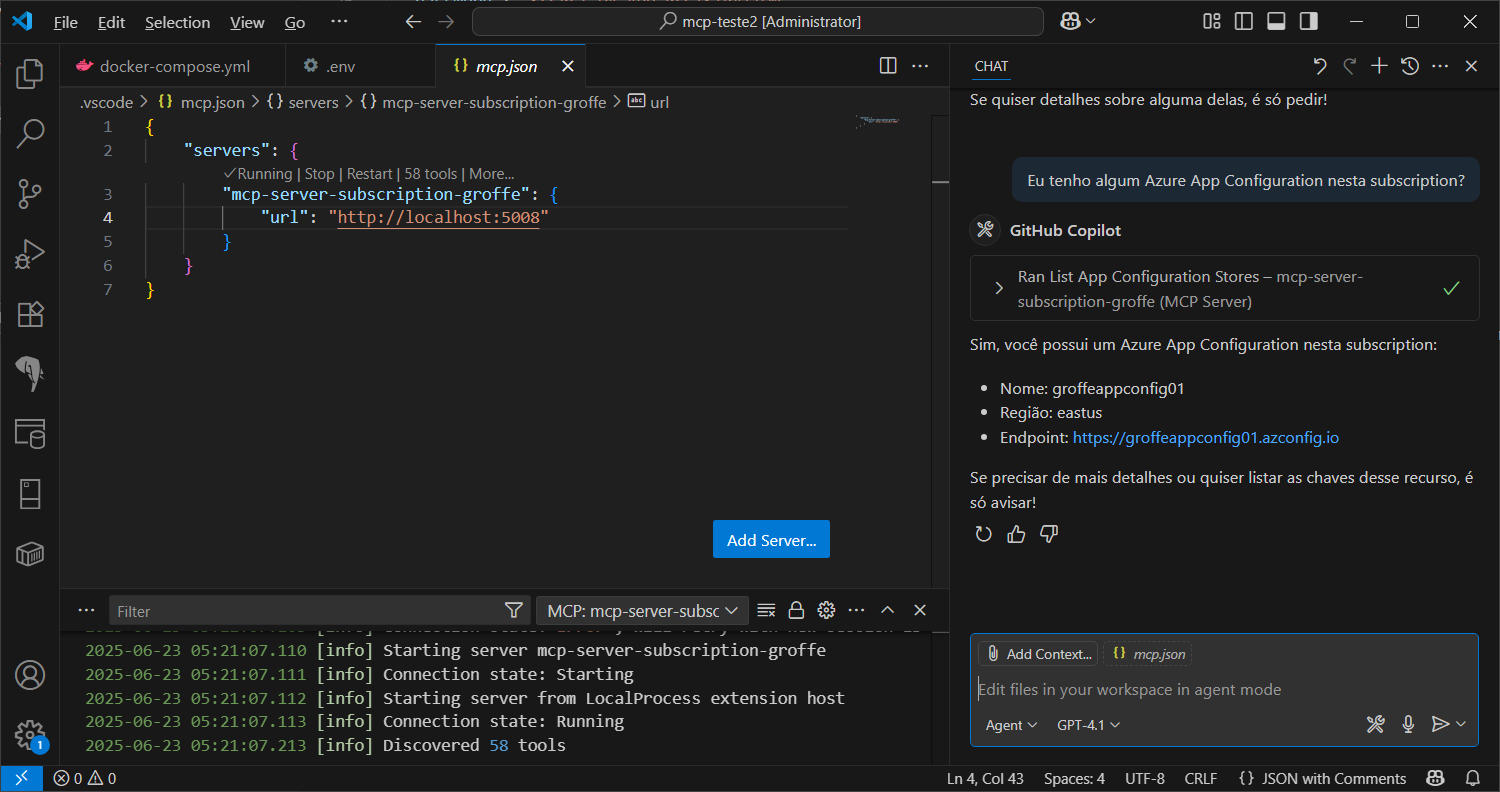 File Edit Selection View Go ··· mcp-teste2 [Administrator]
docker-compose.yml .env {} mcp.json
.vscode > {} mcp.json > {} servers > {} mcp-server-subscription-groffe > abc url
1 {
2 "servers": {
✓Running | Stop | Restart | 58 tools | More...
3 "mcp-server-subscription-groffe": {
4 "url": "http://localhost:5008"
5 }
6 }
7 }
Add Server...
Filter MCP: mcp-server-subsc
2025-06-23 05:21:07.110 [info] Starting server mcp-server-subscription-groffe
2025-06-23 05:21:07.111 [info] Connection state: Starting
2025-06-23 05:21:07.112 [info] Starting server from LocalProcess extension host
2025-06-23 05:21:07.113 [info] Connection state: Running
2025-06-23 05:21:07.213 [info] Discovered 58 tools
CHAT
Se quiser detalhes sobre alguma delas, é só pedir!
Eu tenho algum Azure App Configuration nesta subscription?
GitHub Copilot
Ran List App Configuration Stores – mcp-server-
subscription-groffe (MCP Server)
Sim, você possui um Azure App Configuration nesta subscription:
• Nome: groffeappconfig01
• Região: eastus
• Endpoint: https://groffeappconfig01.azconfig.io
Se precisar de mais detalhes ou quiser listar as chaves desse recurso, é
só avisar!
Add Context... {} mcp.json
Edit files in your workspace in agent mode
Agent GPT-4.1
1
0 0 Ln 4, Col 43 Spaces: 4 UTF-8 CRLF {} JSON with Comments